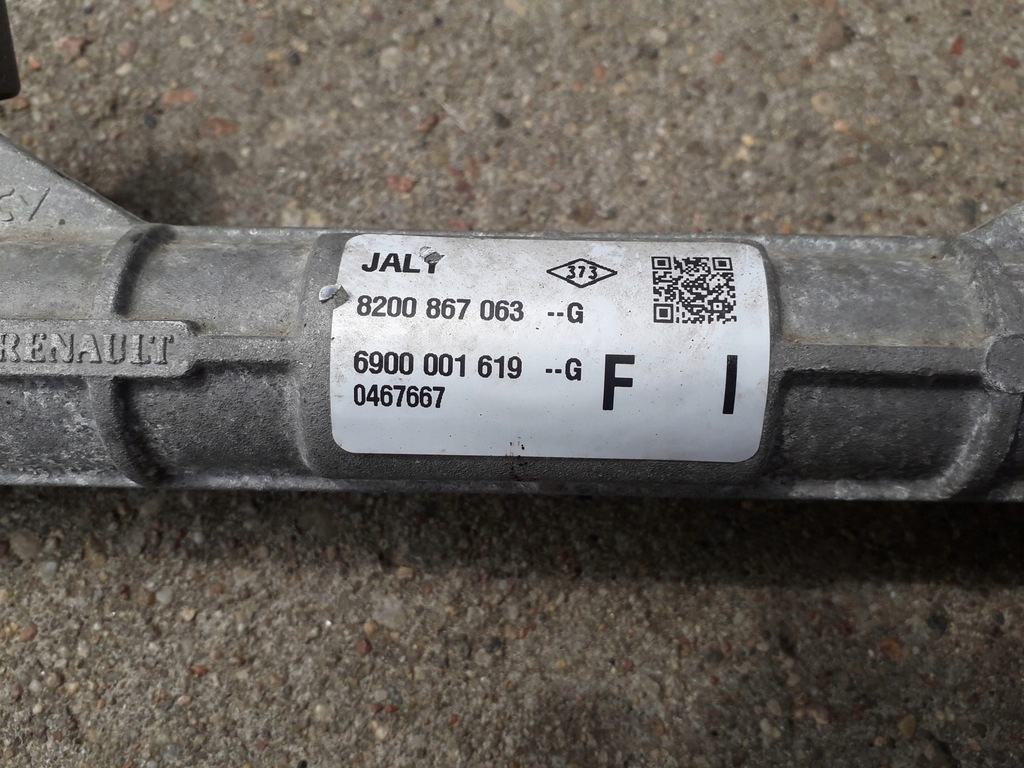 JALY
373
8200 867 063 --G
RENAULT
6900 001 619 --G
F I
0467667